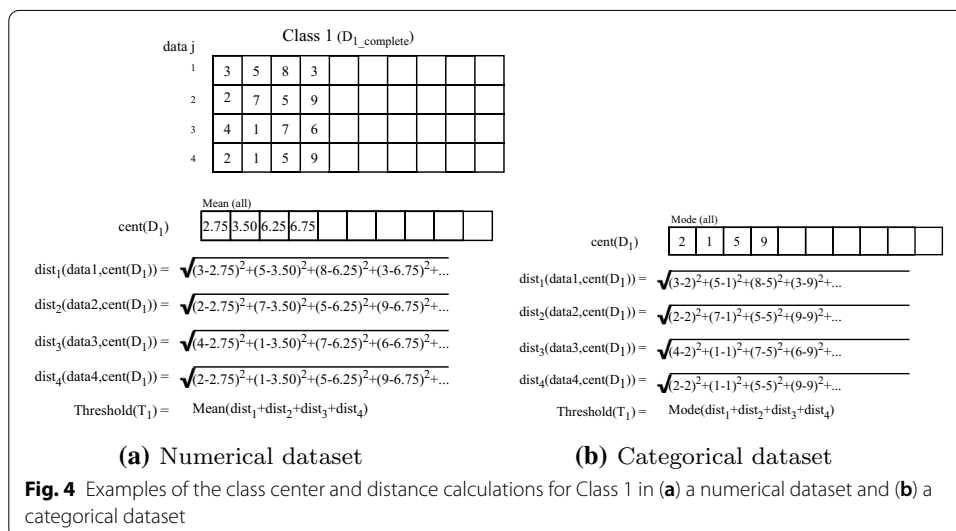 Class 1 (D1_complete)
data j
1 3 5 8 3
2 2 7 5 9
3 4 1 7 6
4 2 1 5 9
Mean (all)
cent(D1) 2.75 3.50 6.25 6.75
dist1(data1,cent(D1)) = √(3-2.75)²+(5-3.50)²+(8-6.25)²+(3-6.75)²+...
dist2(data2,cent(D1)) = √(2-2.75)²+(7-3.50)²+(5-6.25)²+(9-6.75)²+...
dist3(data3,cent(D1)) = √(4-2.75)²+(1-3.50)²+(7-6.25)²+(6-6.75)²+...
dist4(data4,cent(D1)) = √(2-2.75)²+(1-3.50)²+(5-6.25)²+(9-6.75)²+...
Threshold(T1) = Mean(dist1+dist2+dist3+dist4)
(a) Numerical dataset
Mode (all)
cent(D1) 2 1 5 9
dist1(data1,cent(D1)) = √(3-2)²+(5-1)²+(8-5)²+(3-9)²+...
dist2(data2,cent(D1)) = √(2-2)²+(7-1)²+(5-5)²+(9-9)²+...
dist3(data3,cent(D1)) = √(4-2)²+(1-1)²+(7-5)²+(6-9)²+...
dist4(data4,cent(D1)) = √(2-2)²+(1-1)²+(5-5)²+(9-9)²+...
Threshold(T1) = Mode(dist1+dist2+dist3+dist4)
(b) Categorical dataset
Fig. 4 Examples of the class center and distance calculations for Class 1 in (a) a numerical dataset and (b) a
categorical dataset